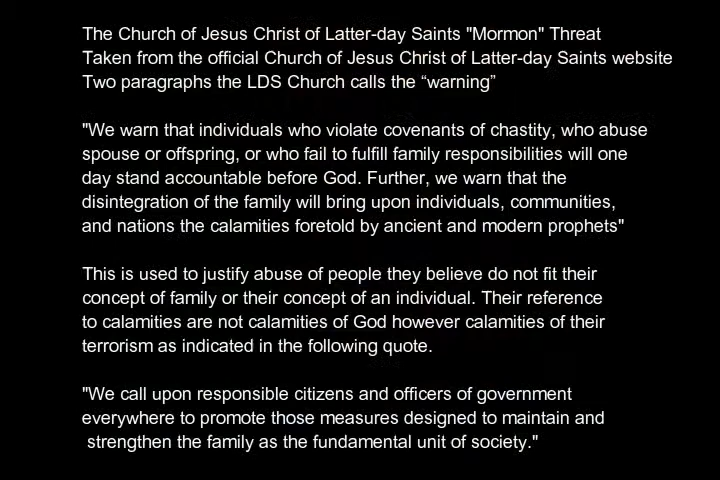 The Church of Jesus Christ of Latter-day Saints "Mormon" Threat
Taken from the official Church of Jesus Christ of Latter-day Saints website
Two paragraphs the LDS Church calls the “warning”
"We warn that individuals who violate covenants of chastity, who abuse
spouse or offspring, or who fail to fulfill family responsibilities will one
day stand accountable before God. Further, we warn that the
disintegration of the family will bring upon individuals, communities,
and nations the calamities foretold by ancient and modern prophets"
This is used to justify abuse of people they believe do not fit their
concept of family or their concept of an individual. Their reference
to calamities are not calamities of God however calamities of their
terrorism as indicated in the following quote.
"We call upon responsible citizens and officers of government
everywhere to promote those measures designed to maintain and
strengthen the family as the fundamental unit of society."